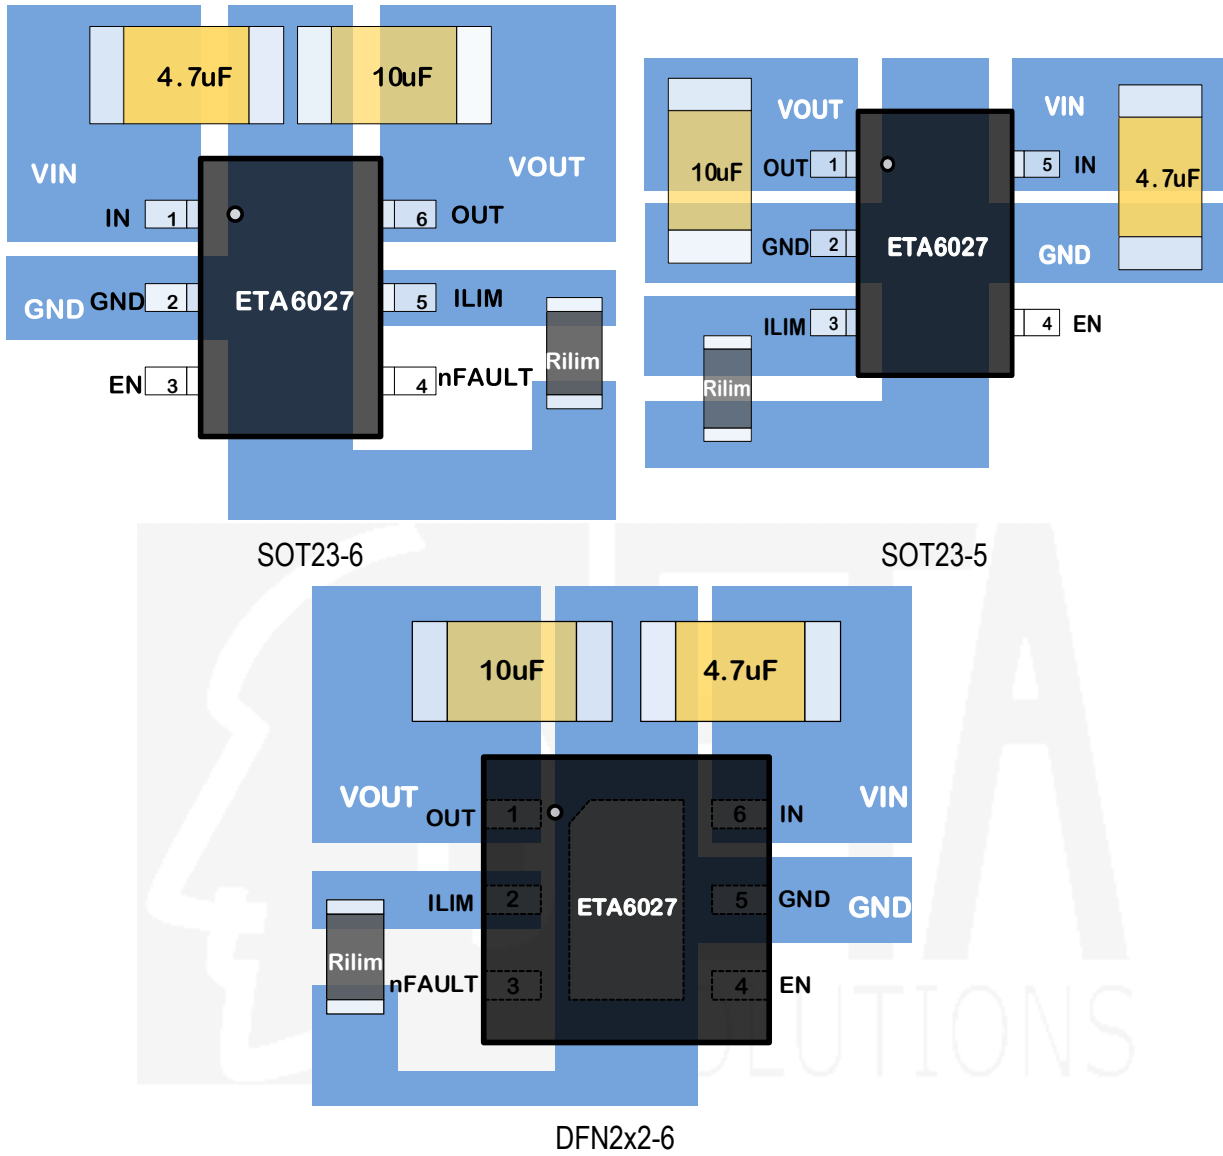 4.7uF
10uF
VIN
VOUT
IN
1
6
OUT
GND
GND
2
ETA6027
5
ILIM
Rilim
EN
3
4
nFAULT
SOT23-6
VOUT
VIN
10uF
OUT
1
5
IN
4.7uF
GND
2
ETA6027
GND
ILIM
3
4
EN
Rilim
SOT23-5
10uF
4.7uF
VOUT
VIN
OUT
1
6
IN
ILIM
2
ETA6027
5
GND
GND
Rilim
nFAULT
3
4
EN
DFN2x2-6